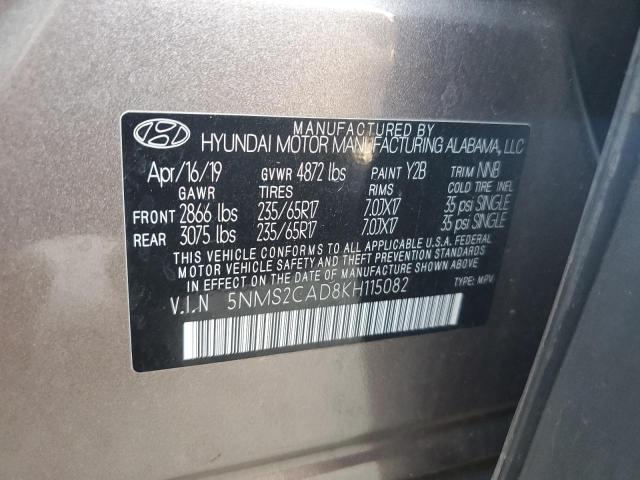 MANUFACTURED BY
HYUNDAI MOTOR MANUFACTURING ALABAMA, LLC
Apr/16/19 GVWR 4872 lbs PAINT Y2B TRIM NNB
GAWR TIRES RIMS COLD TIRE INFL
FRONT 2866 lbs 235/65R17 7.0JX17 35 psi SINGLE
REAR 3075 lbs 235/65R17 7.0JX17 35 psi SINGLE
THIS VEHICLE CONFORMS TO ALL APPLICABLE U.S.A. FEDERAL
MOTOR VEHICLE SAFETY, BUMPER, AND THEFT PREVENTION STANDARDS
IN EFFECT ON THE DATE OF MANUFACTURE SHOWN ABOVE.
V.I.N 5NMS2CAD8KH115082 TYPE: MPV